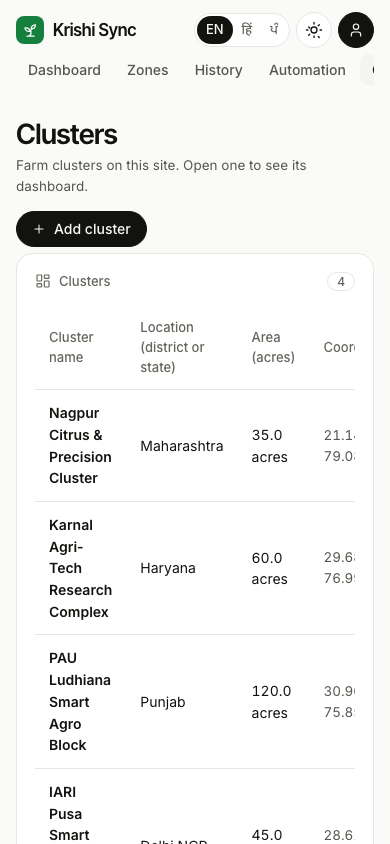 Krishi Sync
EN हिं ਪੰ
Dashboard Zones History Automation
Clusters
Farm clusters on this site. Open one to see its
dashboard.
+ Add cluster
Clusters 4
Cluster name
Location (district or state)
Area (acres)
Nagpur Citrus & Precision Cluster
Maharashtra
35.0 acres
Karnal Agri-Tech Research Complex
Haryana
60.0 acres
PAU Ludhiana Smart Agro Block
Punjab
120.0 acres
IARI Pusa Smart
Delhi NCR
45.0